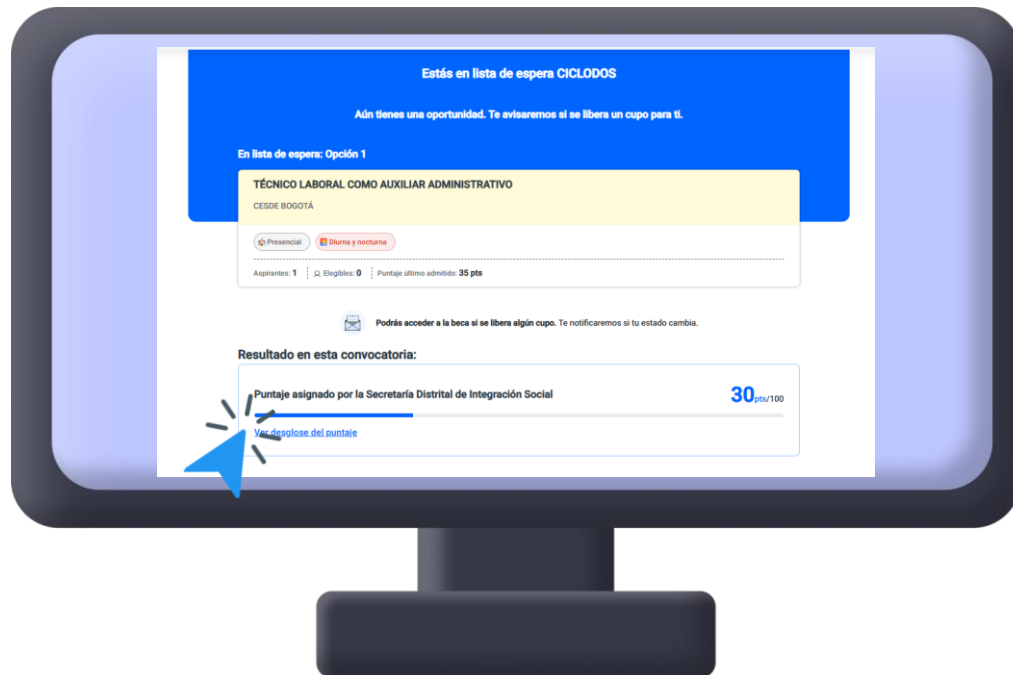 Estás en lista de espera CICLODOS
Aún tienes una oportunidad. Te avisaremos si se libera un cupo para ti.
En lista de espera: Opción 1
TÉCNICO LABORAL COMO AUXILIAR ADMINISTRATIVO
CESDE BOGOTÁ
Presencial Diurna y nocturna
Aspirantes: 1 Elegibles: 0 Puntaje último admitido: 35 pts
Podrás acceder a la beca si se libera algún cupo. Te notificaremos si tu estado cambia.
Resultado en esta convocatoria:
Puntaje asignado por la Secretaría Distrital de Integración Social 30 pts/100
Ver desglose del puntaje